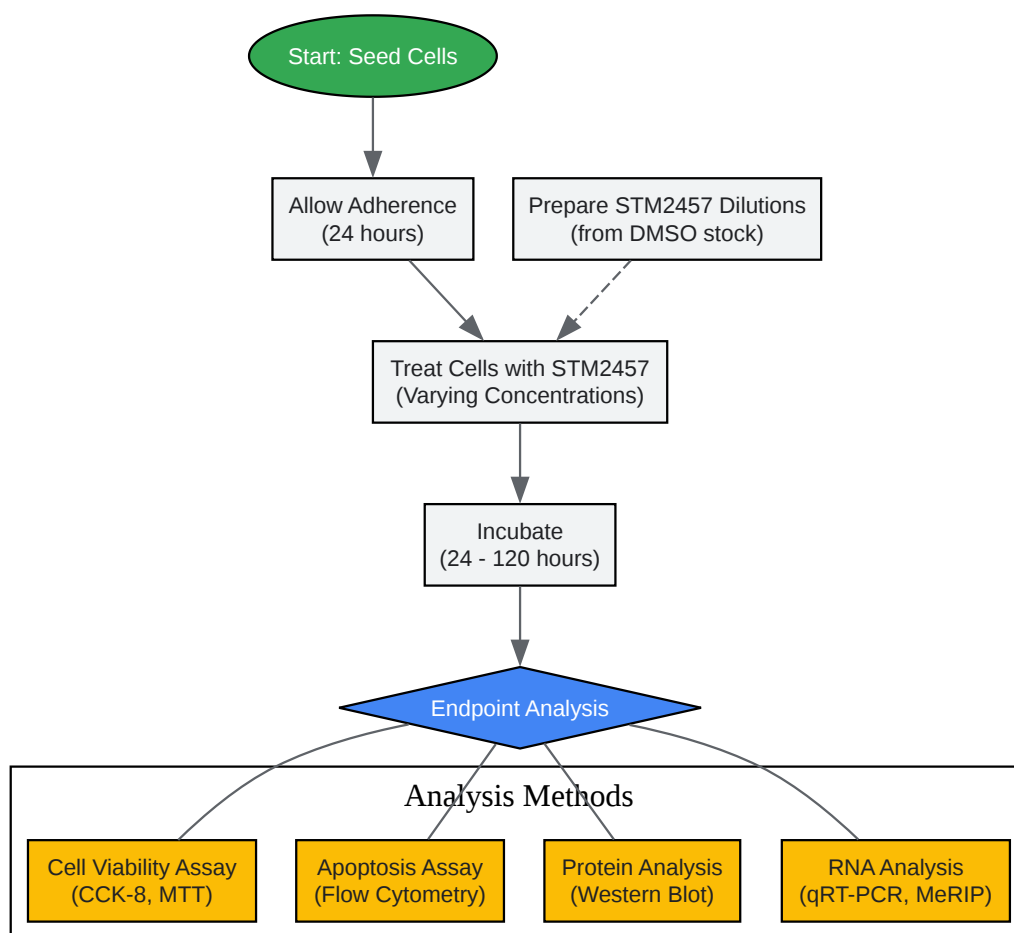 Start: Seed Cells
Allow Adherence
(24 hours)
Prepare STM2457 Dilutions
(from DMSO stock)
Treat Cells with STM2457
(Varying Concentrations)
Incubate
(24 - 120 hours)
Endpoint Analysis
Analysis Methods
Cell Viability Assay
(CCK-8, MTT)
Apoptosis Assay
(Flow Cytometry)
Protein Analysis
(Western Blot)
RNA Analysis
(qRT-PCR, MeRIP)